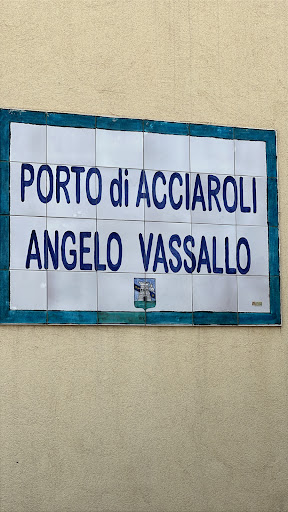 PORTO di ACCIAROLI
ANGELO VASSALLO